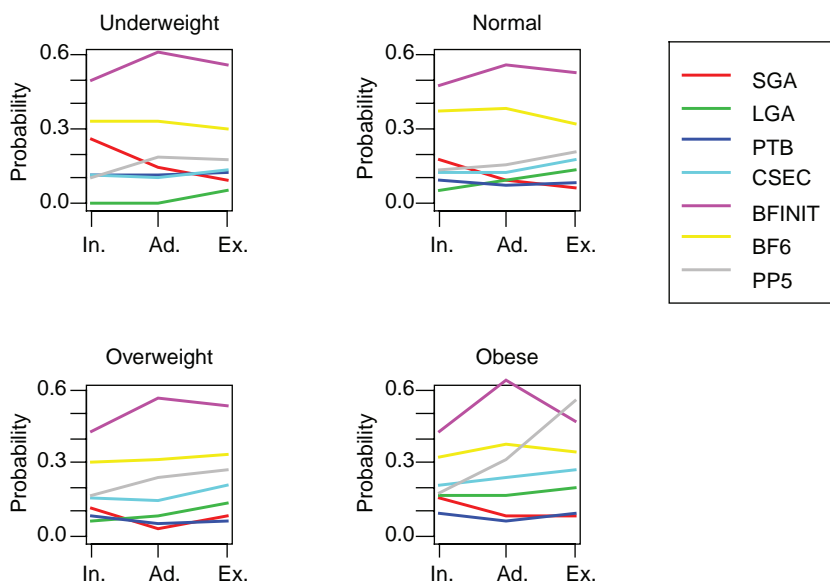 Underweight
Probability
0.6
0.3
0.0
In. Ad. Ex.
Normal
Probability
0.6
0.3
0.0
In. Ad. Ex.
SGA
LGA
PTB
CSEC
BFINIT
BF6
PP5
Overweight
Probability
0.6
0.3
0.0
In. Ad. Ex.
Obese
Probability
0.6
0.3
0.0
In. Ad. Ex.